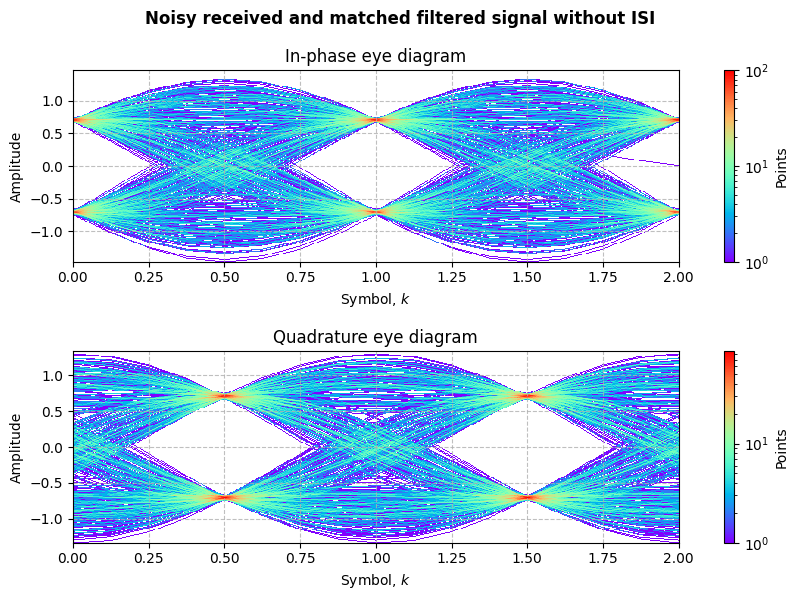 Noisy received and matched filtered signal without ISI
In-phase eye diagram
Amplitude
1.0
0.5
0.0
−0.5
−1.0
0.00 0.25 0.50 0.75 1.00 1.25 1.50 1.75 2.00
Symbol, k
10²
10¹
10⁰
Points
Quadrature eye diagram
Amplitude
1.0
0.5
0.0
−0.5
−1.0
0.00 0.25 0.50 0.75 1.00 1.25 1.50 1.75 2.00
Symbol, k
10¹
10⁰
Points